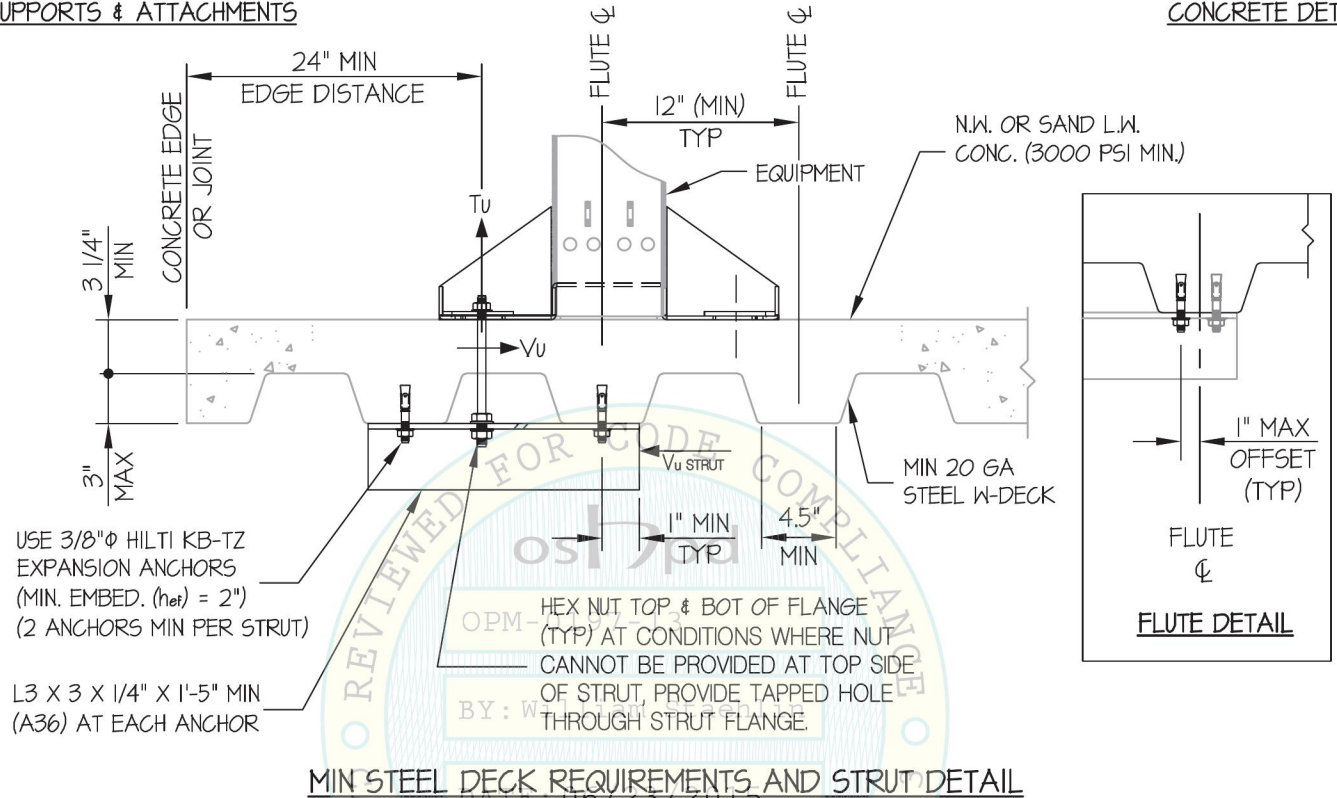 UPPORTS & ATTACHMENTS
CONCRETE DET
24" MIN
EDGE DISTANCE
CONCRETE EDGE
OR JOINT
FLUTE ℄
FLUTE ℄
12" (MIN)
TYP
EQUIPMENT
N.W. OR SAND L.W.
CONC. (3000 PSI MIN.)
Tu
Vu
3 1/4"
MIN
3"
MAX
Vu STRUT
1" MIN
TYP
4.5"
MIN
MIN 20 GA
STEEL W-DECK
1" MAX
OFFSET
(TYP)
FLUTE
℄
FLUTE DETAIL
USE 3/8"Φ HILTI KB-TZ
EXPANSION ANCHORS
(MIN. EMBED. (hef) = 2")
(2 ANCHORS MIN PER STRUT)
L3 X 3 X 1/4" X 1'-5" MIN
(A36) AT EACH ANCHOR
HEX NUT TOP & BOT OF FLANGE
(TYP) AT CONDITIONS WHERE NUT
CANNOT BE PROVIDED AT TOP SIDE
OF STRUT, PROVIDE TAPPED HOLE
THROUGH STRUT FLANGE.
REVIEWED FOR CODE COMPLIANCE
oshpd
BY: William Staehlin
MIN STEEL DECK REQUIREMENTS AND STRUT DETAIL